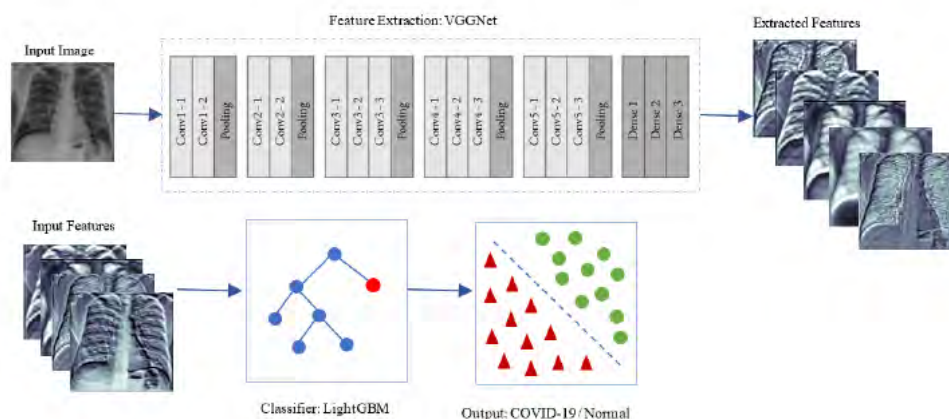 Feature Extraction: VGGNet
Extracted Features
Input Image
Conv1 - 1
Conv1 - 2
Pooling
Conv2 - 1
Conv2 - 2
Pooling
Conv3 - 1
Conv3 - 2
Conv3 - 3
Pooling
Conv4 - 1
Conv4 - 2
Conv4 - 3
Pooling
Conv5 - 1
Conv5 - 2
Conv5 - 3
Pooling
Dense 1
Dense 2
Dense 3
Input Features
Classifier: LightGBM
Output: COVID-19 / Normal